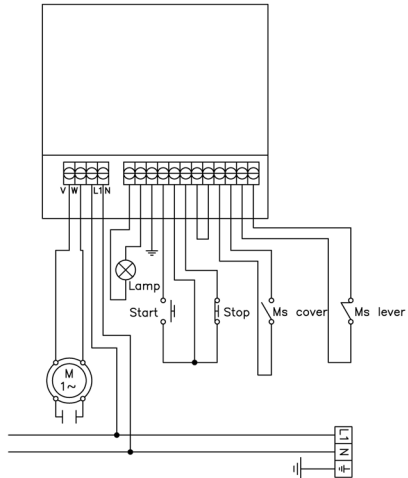 V W L1 N
Lamp
Start
Stop
Ms cover
Ms lever
M
1~
L1
N